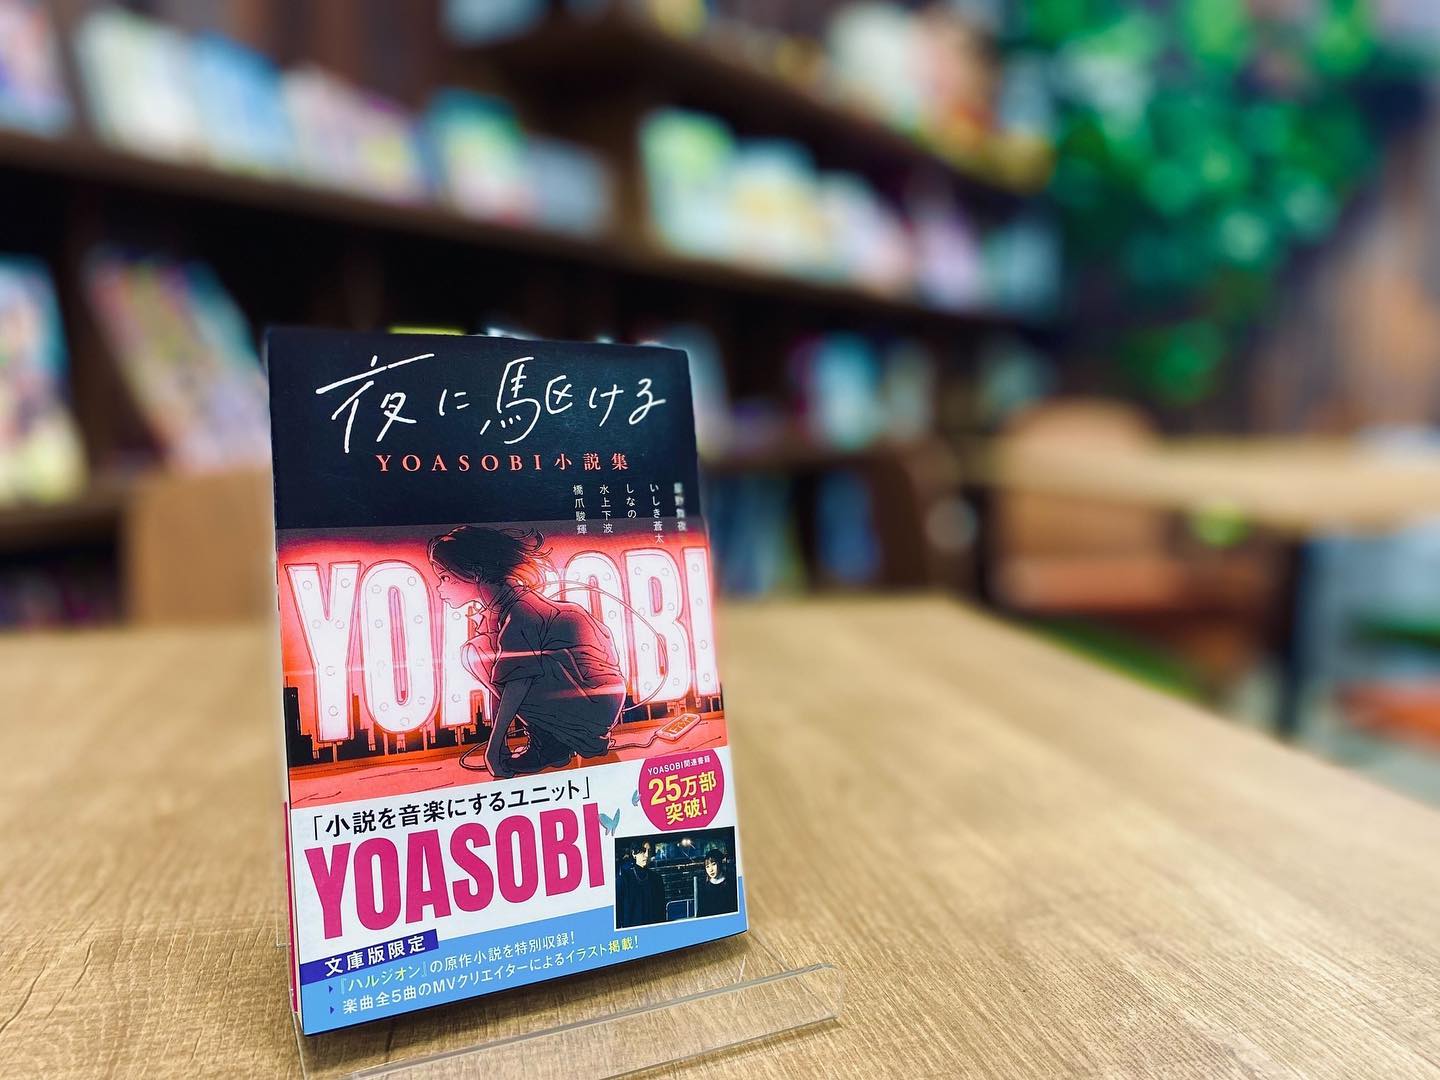 夜に駆ける
YOASOBI小説集
星野舞夜
いしき蒼太
しなの
水上下波
橋爪駿輝
YOASOBI
「小説を音楽にするユニット」
YOASOBI
YOASOBI関連書籍
25万部
突破!
文庫版限定
『ハルジオン』の原作小説を特別収録!
楽曲全5曲のMVクリエイターによるイラスト掲載!